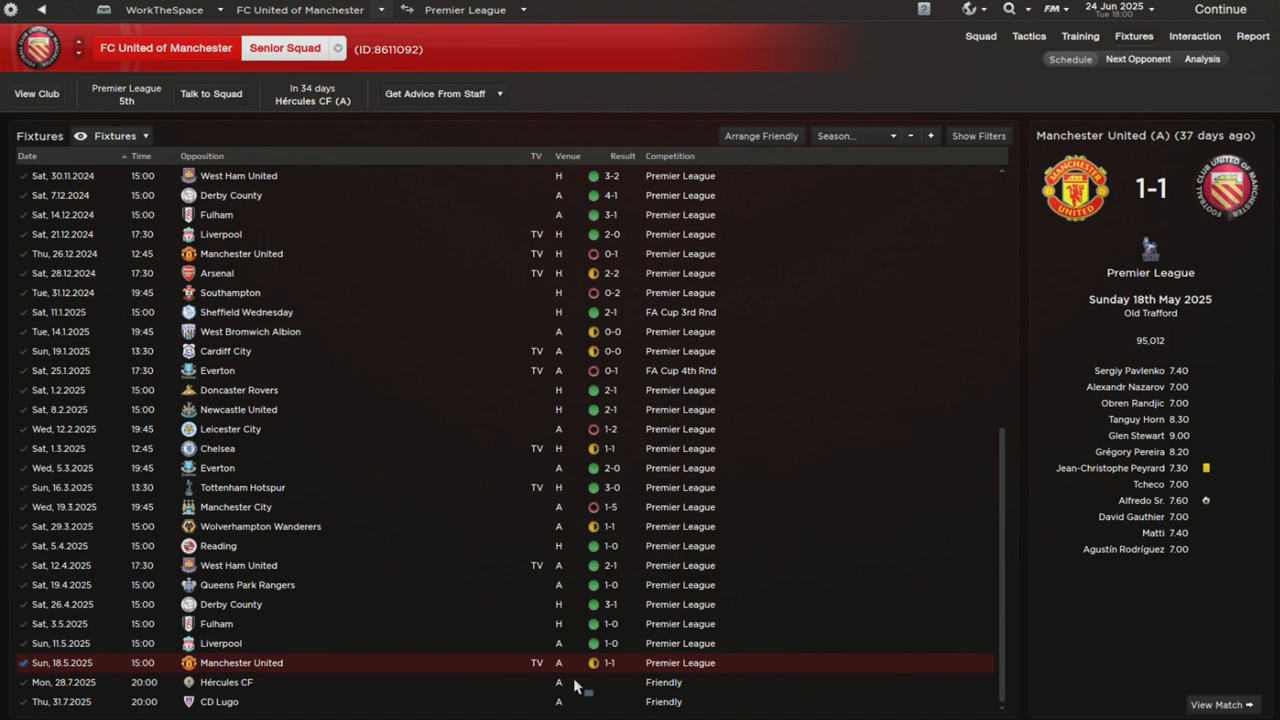 WorkTheSpace FC United of Manchester Premier League ? FM 24 Jun 2025 Tue 18:00 Continue
FC United of Manchester Senior Squad (ID:8611092) Squad Tactics Training Fixtures Interaction Report
Schedule Next Opponent Analysis
View Club Premier League 5th Talk to Squad In 34 days Hércules CF (A) Get Advice From Staff
Fixtures Fixtures Arrange Friendly Season... - + Show Filters
Date Time Opposition TV Venue Result Competition
Sat, 30.11.2024 15:00 West Ham United H 3-2 Premier League
Sat, 7.12.2024 15:00 Derby County A 4-1 Premier League
Sat, 14.12.2024 15:00 Fulham A 3-1 Premier League
Sat, 21.12.2024 17:30 Liverpool TV H 2-0 Premier League
Thu, 26.12.2024 12:45 Manchester United TV H 0-1 Premier League
Sat, 28.12.2024 17:30 Arsenal TV H 2-2 Premier League
Tue, 31.12.2024 19:45 Southampton H 0-2 Premier League
Sat, 11.1.2025 15:00 Sheffield Wednesday H 2-1 FA Cup 3rd Rnd
Tue, 14.1.2025 19:45 West Bromwich Albion A 0-0 Premier League
Sun, 19.1.2025 13:30 Cardiff City TV A 0-0 Premier League
Sat, 25.1.2025 17:30 Everton TV A 0-1 FA Cup 4th Rnd
Sat, 1.2.2025 15:00 Doncaster Rovers H 2-1 Premier League
Sat, 8.2.2025 15:00 Newcastle United H 2-1 Premier League
Wed, 12.2.2025 19:45 Leicester City A 1-2 Premier League
Sat, 1.3.2025 12:45 Chelsea TV H 1-1 Premier League
Wed, 5.3.2025 19:45 Everton A 2-0 Premier League
Sun, 16.3.2025 13:30 Tottenham Hotspur TV H 3-0 Premier League
Wed, 19.3.2025 19:45 Manchester City A 1-5 Premier League
Sat, 29.3.2025 15:00 Wolverhampton Wanderers A 1-1 Premier League
Sat, 5.4.2025 15:00 Reading H 1-0 Premier League
Sat, 12.4.2025 17:30 West Ham United TV A 2-1 Premier League
Sat, 19.4.2025 15:00 Queens Park Rangers A 1-0 Premier League
Sat, 26.4.2025 15:00 Derby County H 3-1 Premier League
Sat, 3.5.2025 15:00 Fulham H 1-0 Premier League
Sun, 11.5.2025 15:00 Liverpool A 1-0 Premier League
Sun, 18.5.2025 15:00 Manchester United TV A 1-1 Premier League
Mon, 28.7.2025 20:00 Hércules CF A Friendly
Thu, 31.7.2025 20:00 CD Lugo A Friendly
Manchester United (A) (37 days ago)
1-1
Premier League
Sunday 18th May 2025
Old Trafford
95,012
Sergiy Pavlenko 7.40
Alexandr Nazarov 7.00
Obren Randjic 7.00
Tanguy Horn 8.30
Glen Stewart 9.00
Grégory Pereira 8.20
Jean-Christophe Peyrard 7.30
Tcheco 7.00
Alfredo Sr. 7.60
David Gauthier 7.00
Matti 7.40
Agustín Rodríguez 7.00
View Match